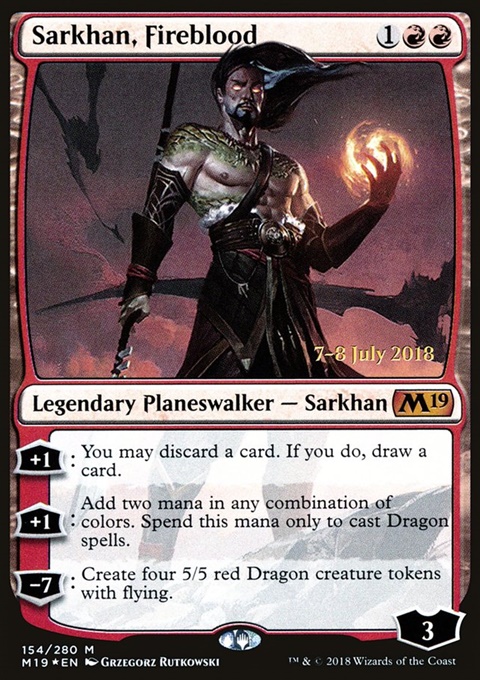 Sarkhan, Fireblood 1
7-8 July 2018
Legendary Planeswalker — Sarkhan M19
+1 : You may discard a card. If you do, draw a
card.
+1 : Add two mana in any combination of
colors. Spend this mana only to cast Dragon
spells.
-7 : Create four 5/5 red Dragon creature tokens
with flying.
3
154/280 M
M19 ★ EN Grzegorz Rutkowski
™ & © 2018 Wizards of the Coast